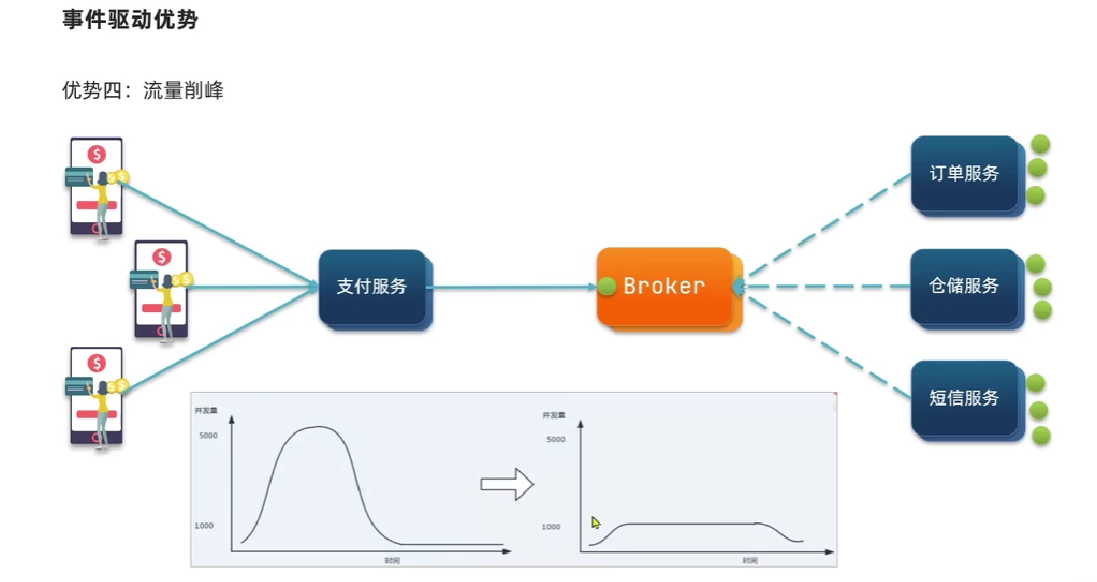 事件驱动优势
优势四：流量削峰
$
$
$
支付服务
Broker
订单服务
仓储服务
短信服务
并发量
5000
1000
时间
并发量
5000
1000
时间